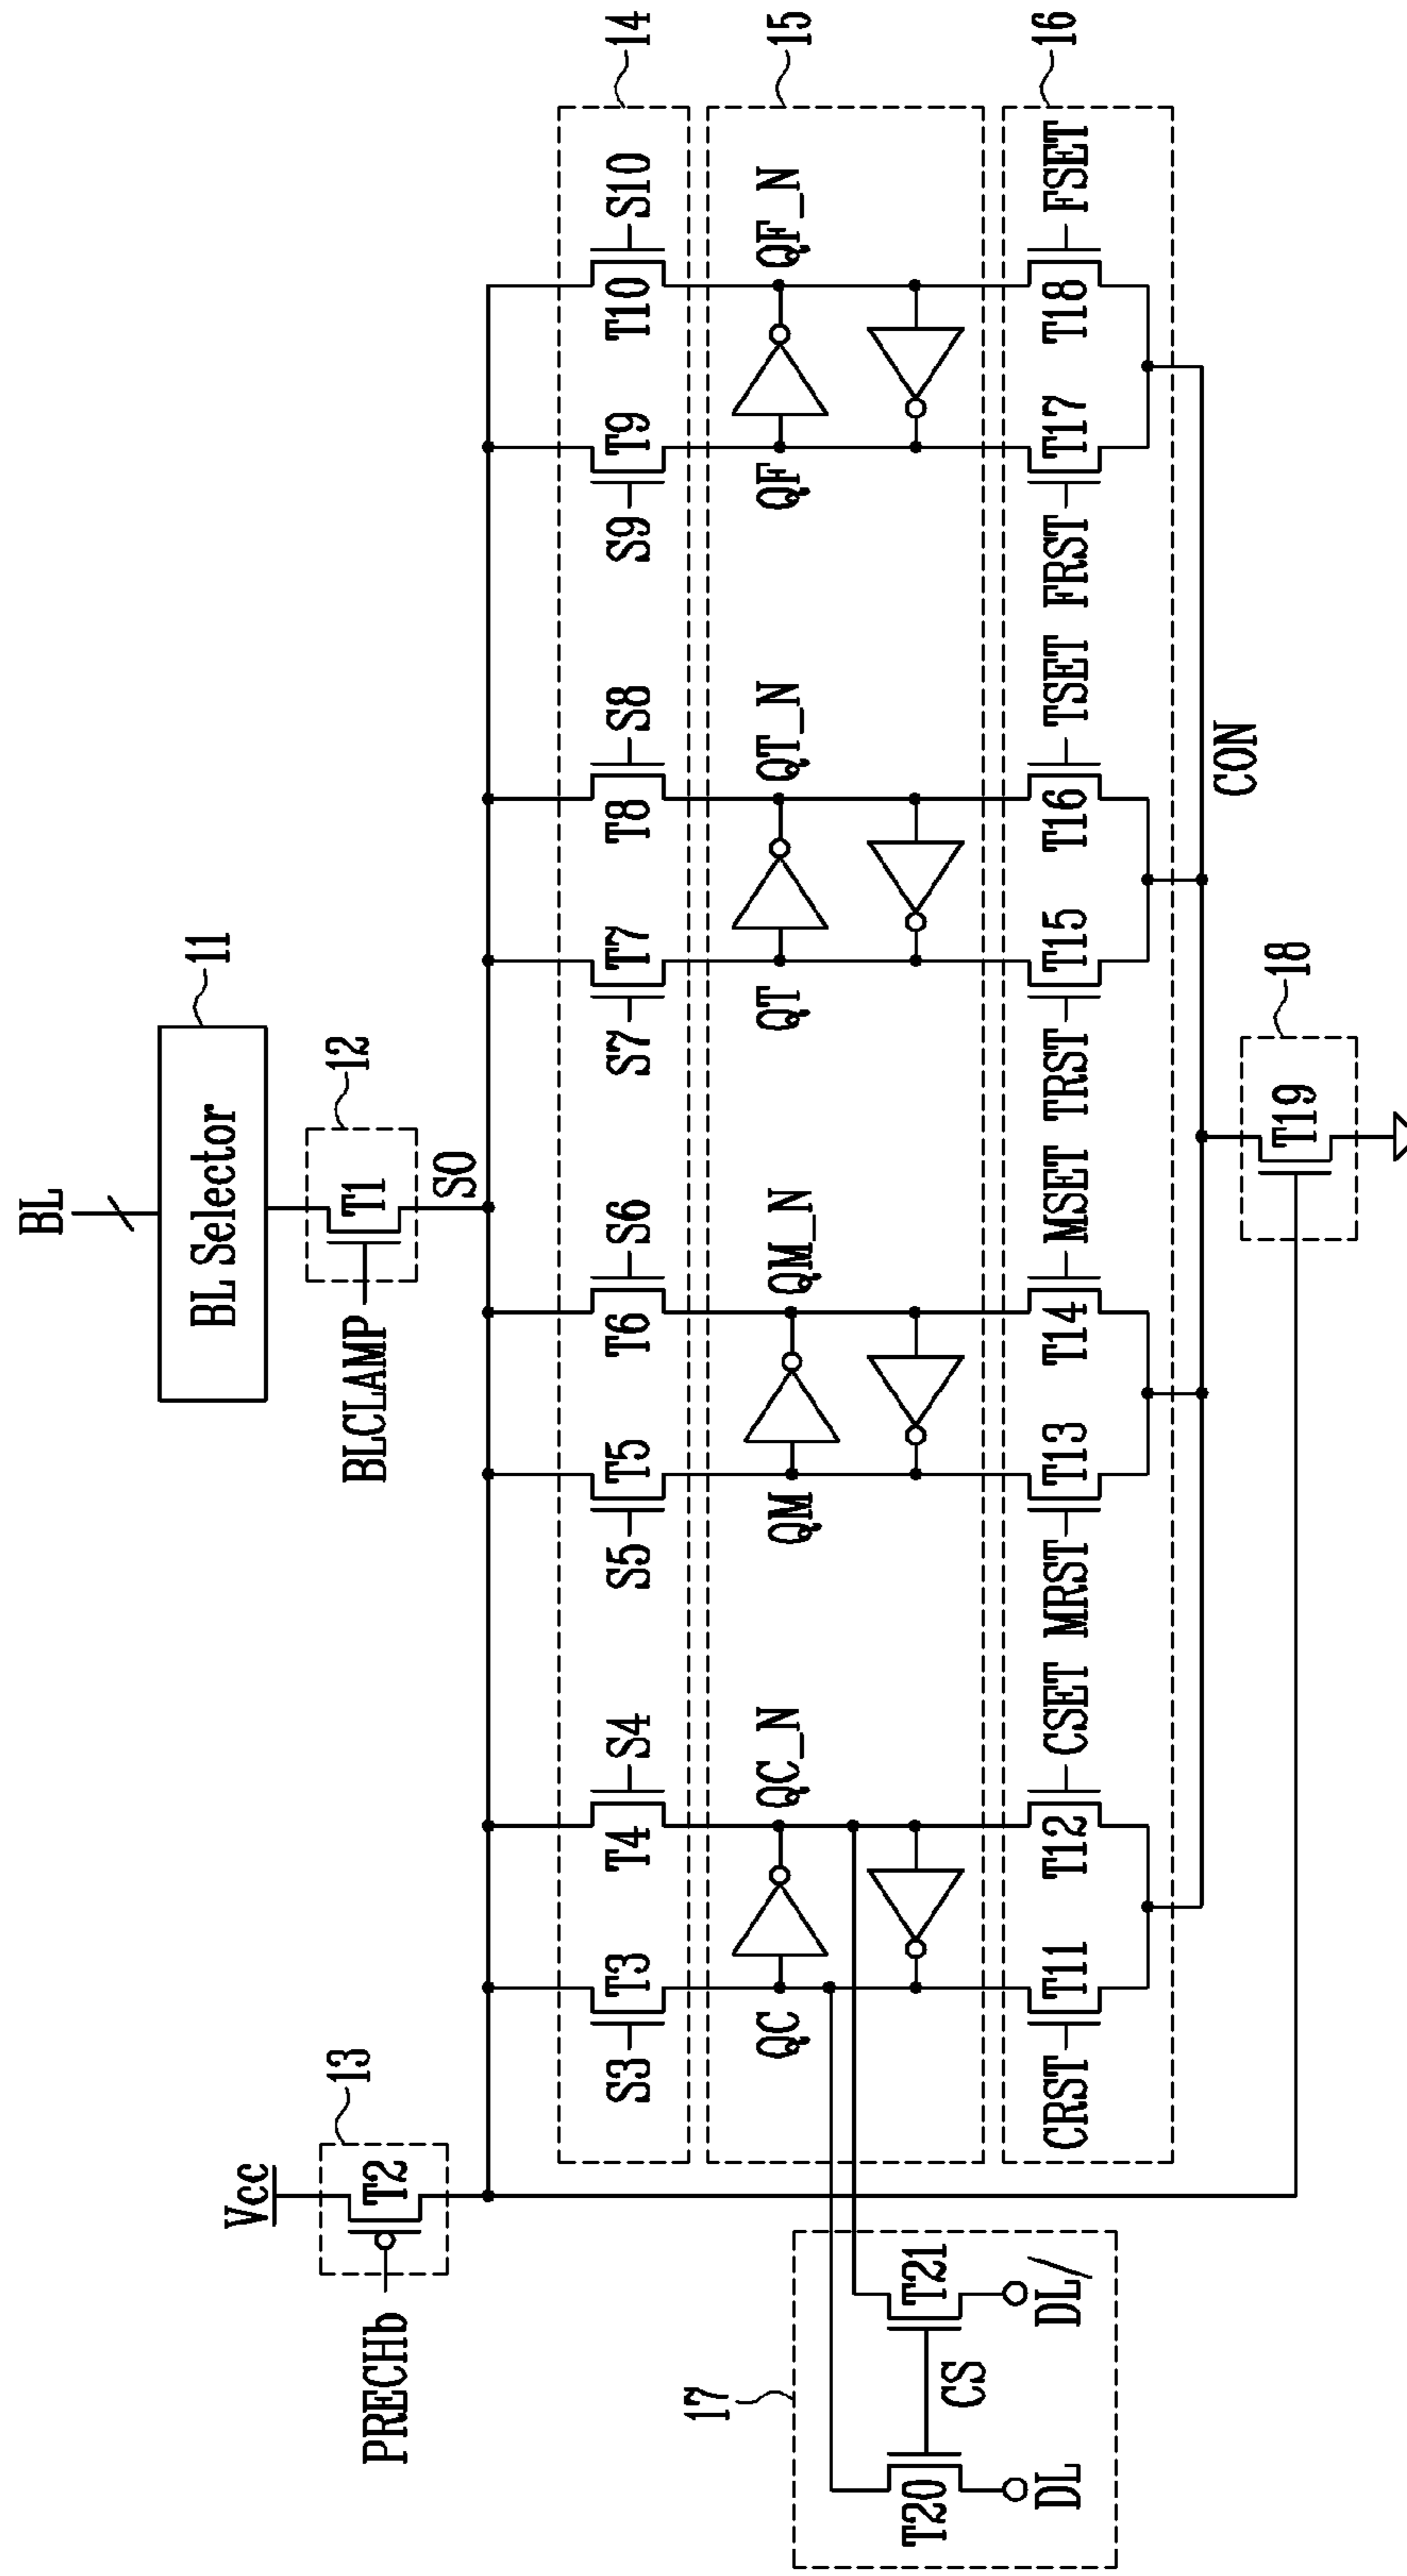 BL
11
BL Selector
12
T1
BLCLAMP
SO
Vcc
13
T2
PRECHb
14
S3
T3
T4
S4
S5
T5
T6
S6
S7
T7
T8
S8
S9
T9
T10
S10
15
QC
QC_N
QM
QM_N
QT
QT_N
QF
QF_N
16
CRST
T11
T12
CSET
MRST
T13
T14
MSET
TRST
T15
T16
TSET
FRST
T17
T18
FSET
17
T20
T21
CS
DL
DL/
CON
18
T19